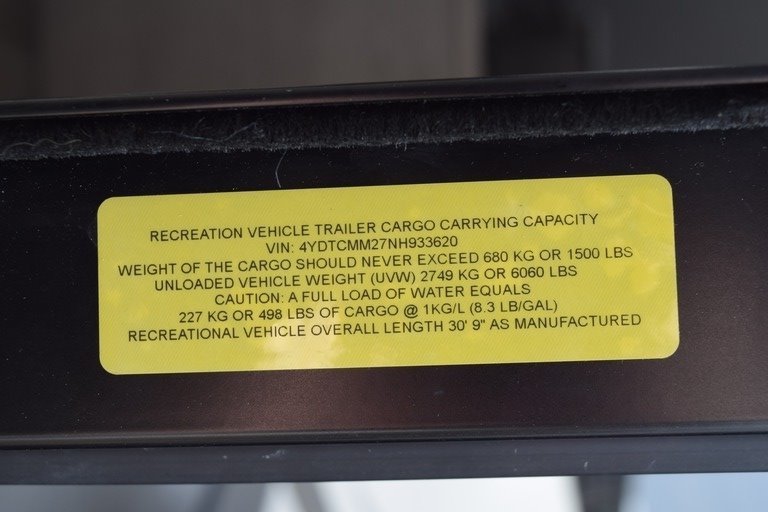 RECREATION VEHICLE TRAILER CARGO CARRYING CAPACITY
VIN: 4YDTCMM27NH933620
WEIGHT OF THE CARGO SHOULD NEVER EXCEED 680 KG OR 1500 LBS
UNLOADED VEHICLE WEIGHT (UVW) 2749 KG OR 6060 LBS
CAUTION: A FULL LOAD OF WATER EQUALS
227 KG OR 498 LBS OF CARGO @ 1KG/L (8.3 LB/GAL)
RECREATIONAL VEHICLE OVERALL LENGTH 30' 9" AS MANUFACTURED